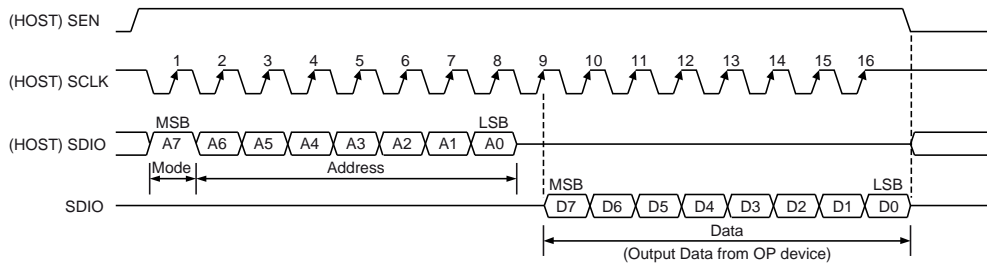 (HOST) SEN
1 2 3 4 5 6 7 8 9 10 11 12 13 14 15 16
(HOST) SCLK
MSB LSB
(HOST) SDIO A7 A6 A5 A4 A3 A2 A1 A0
Mode Address
MSB LSB
SDIO D7 D6 D5 D4 D3 D2 D1 D0
Data
(Output Data from OP device)